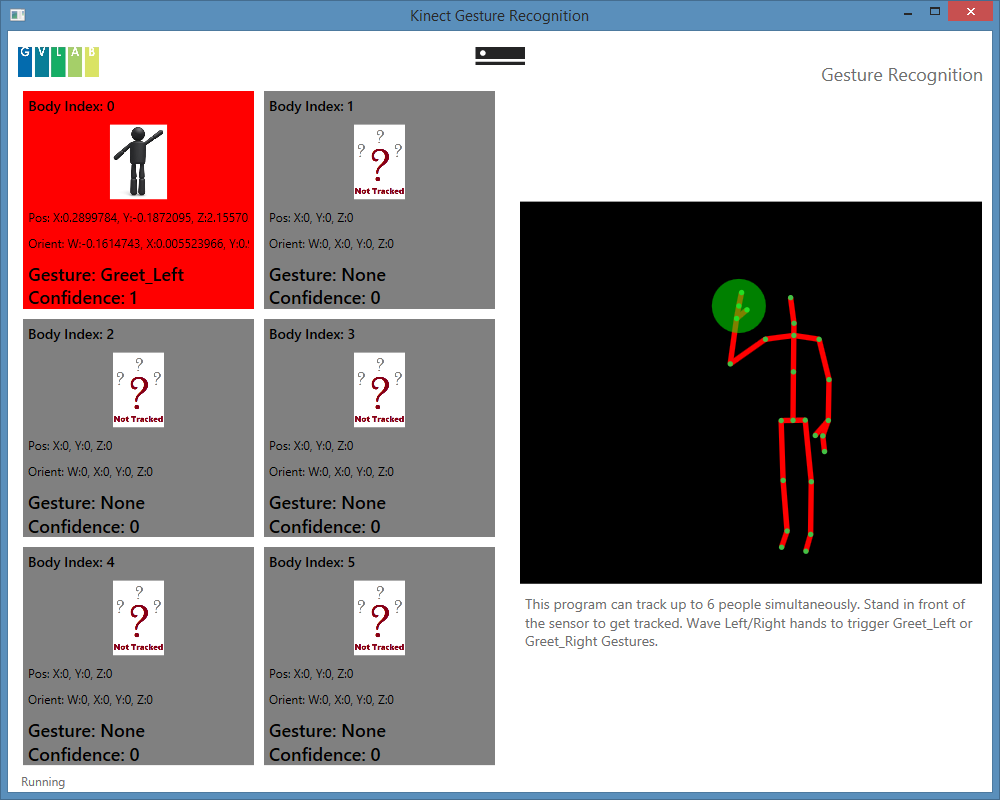 Kinect Gesture Recognition
G V L A B
Gesture Recognition
Body Index: 0
Pos: X:0.2899784, Y:-0.1872095, Z:2.15570
Orient: W:-0.1614743, X:0.005523966, Y:0.
Gesture: Greet_Left
Confidence: 1
Body Index: 1
? ? ? ?
Not Tracked
Pos: X:0, Y:0, Z:0
Orient: W:0, X:0, Y:0, Z:0
Gesture: None
Confidence: 0
Body Index: 2
? ? ? ?
Not Tracked
Pos: X:0, Y:0, Z:0
Orient: W:0, X:0, Y:0, Z:0
Gesture: None
Confidence: 0
Body Index: 3
? ? ? ?
Not Tracked
Pos: X:0, Y:0, Z:0
Orient: W:0, X:0, Y:0, Z:0
Gesture: None
Confidence: 0
Body Index: 4
? ? ? ?
Not Tracked
Pos: X:0, Y:0, Z:0
Orient: W:0, X:0, Y:0, Z:0
Gesture: None
Confidence: 0
Body Index: 5
? ? ? ?
Not Tracked
Pos: X:0, Y:0, Z:0
Orient: W:0, X:0, Y:0, Z:0
Gesture: None
Confidence: 0
This program can track up to 6 people simultaneously. Stand in front of
the sensor to get tracked. Wave Left/Right hands to trigger Greet_Left or
Greet_Right Gestures.
Running